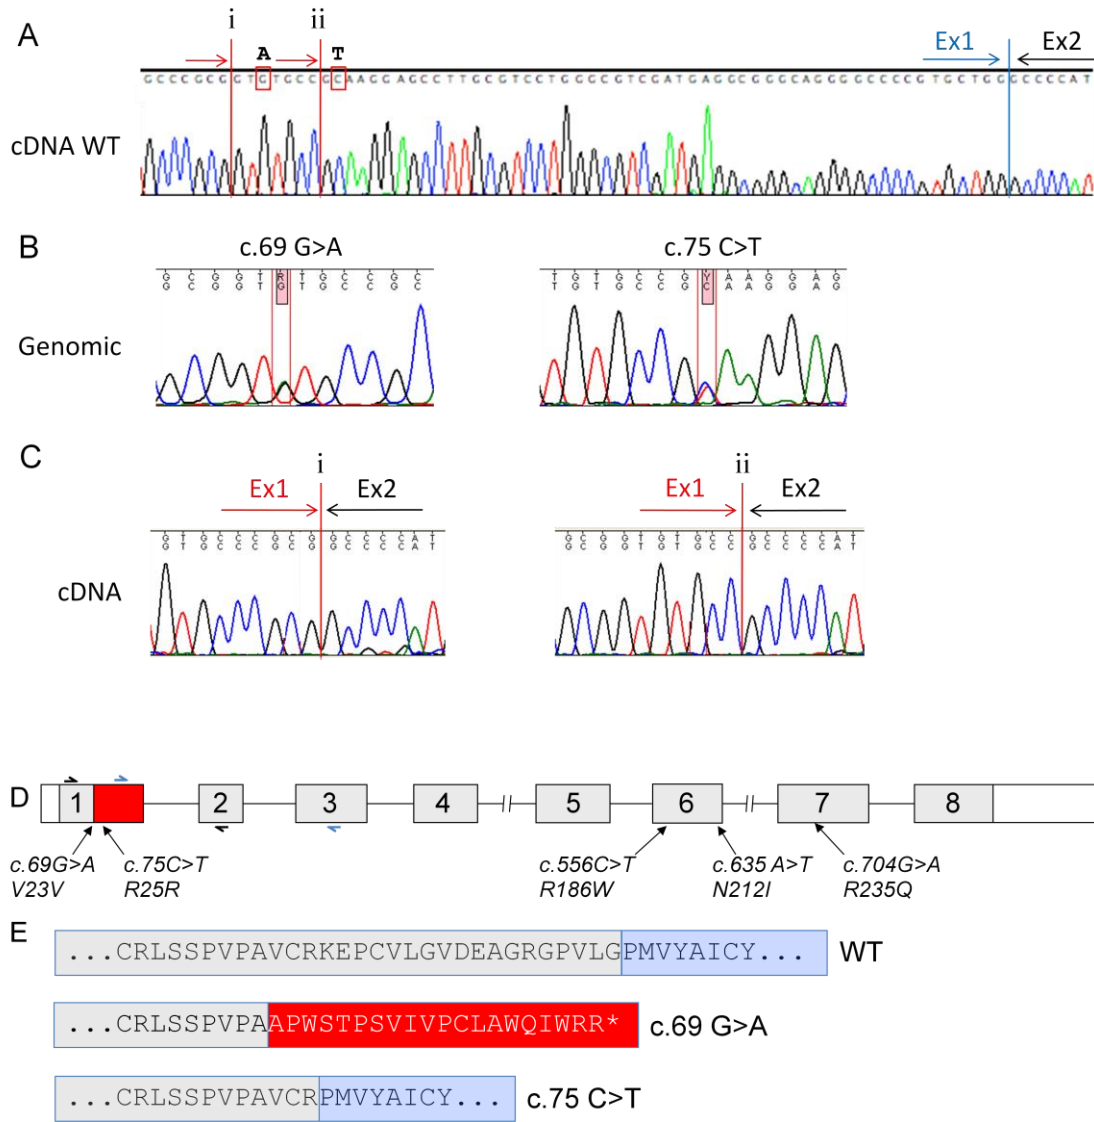 A
i ii
A T
Ex1 Ex2
GCCCGCGGTGTGCCGCAAGGAGCCTTGCGTCCTGGGCGTCGATGAGGCGGGCAGGGGCCCCGTGCTGGGCCCCAT
cDNA WT
B
c.69 G>A c.75 C>T
G C G G T R T G C C G C T G T G C C G Y A A G G A G
G C G G T G T G C C G C T G T G C C G C A A G G A G
Genomic
C
i ii
Ex1 Ex2 Ex1 Ex2
G T G C C C G C G G C C C C A T G C G G T G T G C C G C C C C A T
G T G C C C G C G G C C C C A T G C G G T G T G C C G C C C C A T
cDNA
D
1 2 3 4 5 6 7 8
c.69G>A c.75C>T c.556C>T c.635 A>T c.704G>A
V23V R25R R186W N212I R235Q
E
...CRLSSPVPAVCRKEPCVLGVDEAGRGPVLGPMVYAICY... WT
...CRLSSPVPAAPWSTPSVIVPCLAWQIWRR* c.69 G>A
...CRLSSPVPAVCRPMVYAICY... c.75 C>T